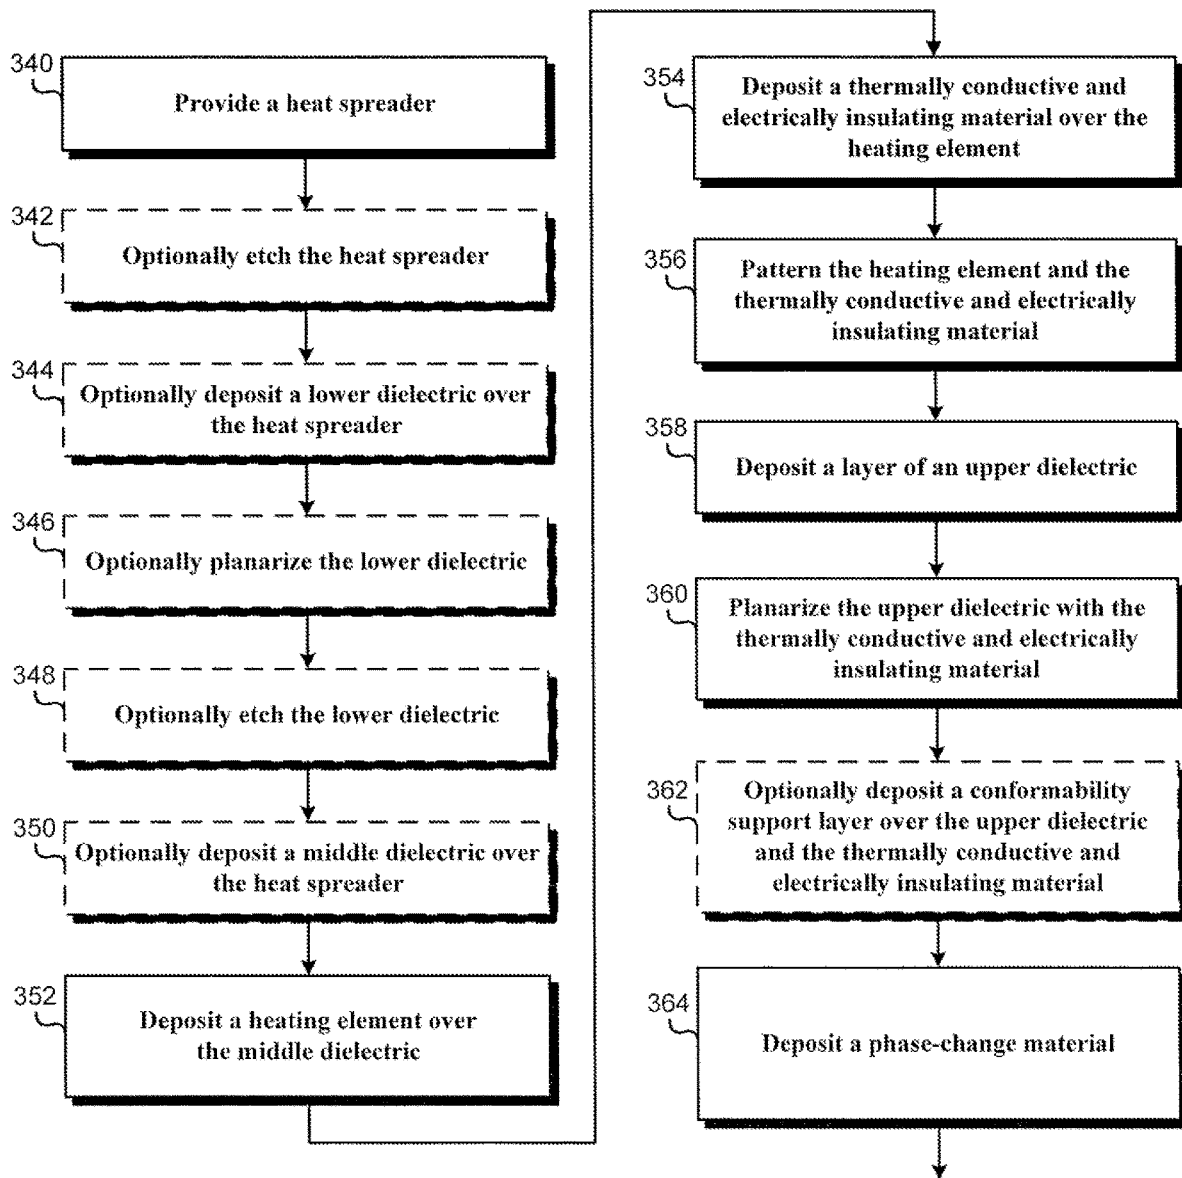 340
Provide a heat spreader
342
Optionally etch the heat spreader
344
Optionally deposit a lower dielectric over
the heat spreader
346
Optionally planarize the lower dielectric
348
Optionally etch the lower dielectric
350
Optionally deposit a middle dielectric over
the heat spreader
352
Deposit a heating element over
the middle dielectric
354
Deposit a thermally conductive and
electrically insulating material over the
heating element
356
Pattern the heating element and the
thermally conductive and electrically
insulating material
358
Deposit a layer of an upper dielectric
360
Planarize the upper dielectric with the
thermally conductive and electrically
insulating material
362
Optionally deposit a conformability
support layer over the upper dielectric
and the thermally conductive and
electrically insulating material
364
Deposit a phase-change material